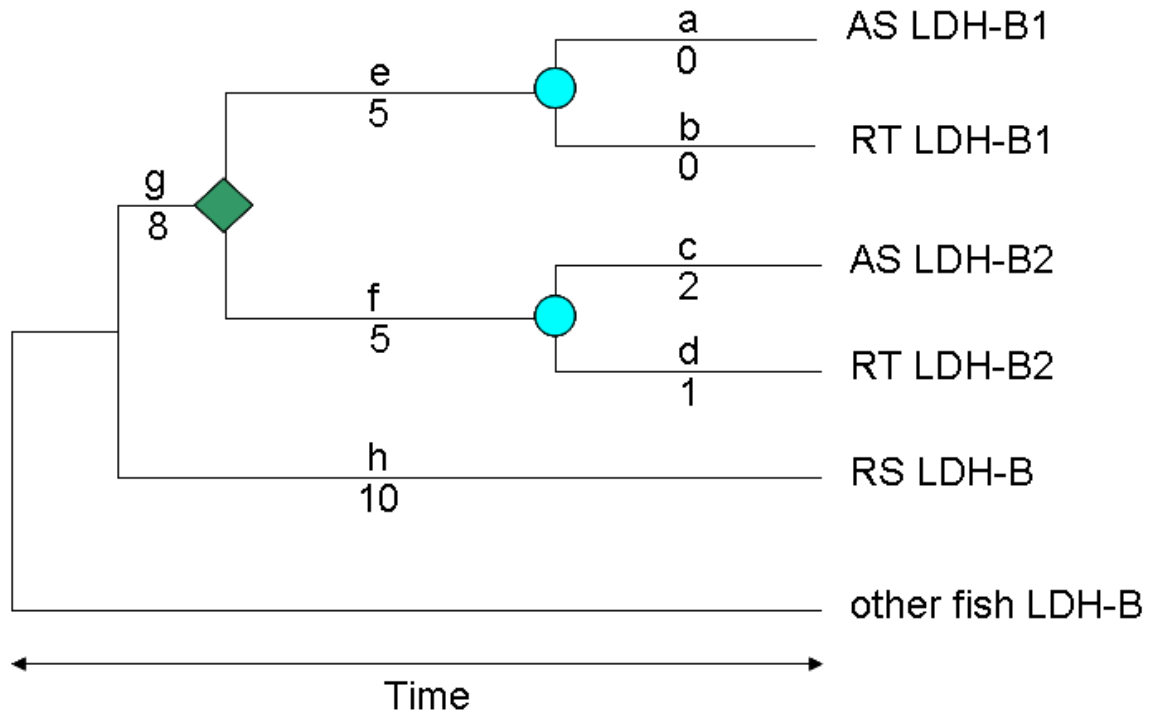 a
AS LDH-B1
0
e
5
b
RT LDH-B1
0
g
8
c
AS LDH-B2
2
f
5
d
RT LDH-B2
1
h
RS LDH-B
10
other fish LDH-B
Time